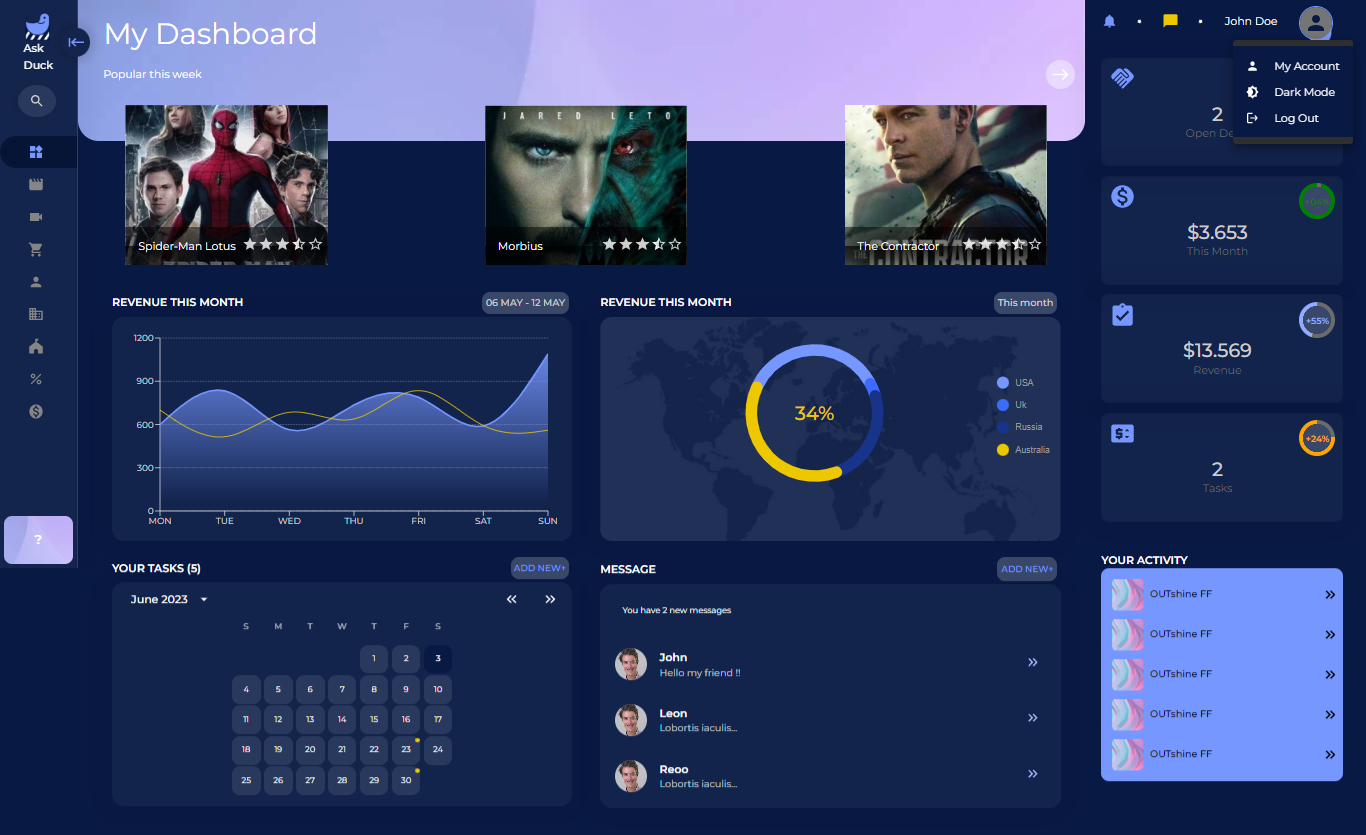 Ask
Duck
My Dashboard
Popular this week
John Doe
My Account
Dark Mode
Log Out
Spider-Man Lotus
JARED LETO
Morbius
The Contractor
THE CONTRACTOR
2
Open De
$3.653
This Month
+55%
$13.569
Revenue
+24%
2
Tasks
REVENUE THIS MONTH
06 MAY - 12 MAY
1200
900
600
300
0
MON TUE WED THU FRI SAT SUN
REVENUE THIS MONTH
This month
34%
USA
Uk
Russia
Australia
?
YOUR TASKS (5)
ADD NEW+
June 2023
S M T W T F S
1 2 3
4 5 6 7 8 9 10
11 12 13 14 15 16 17
18 19 20 21 22 23 24
25 26 27 28 29 30
MESSAGE
ADD NEW+
You have 2 new messages
John
Hello my friend !!
Leon
Lobortis iaculis...
Reoo
Lobortis iaculis...
YOUR ACTIVITY
OUTshine FF
OUTshine FF
OUTshine FF
OUTshine FF
OUTshine FF